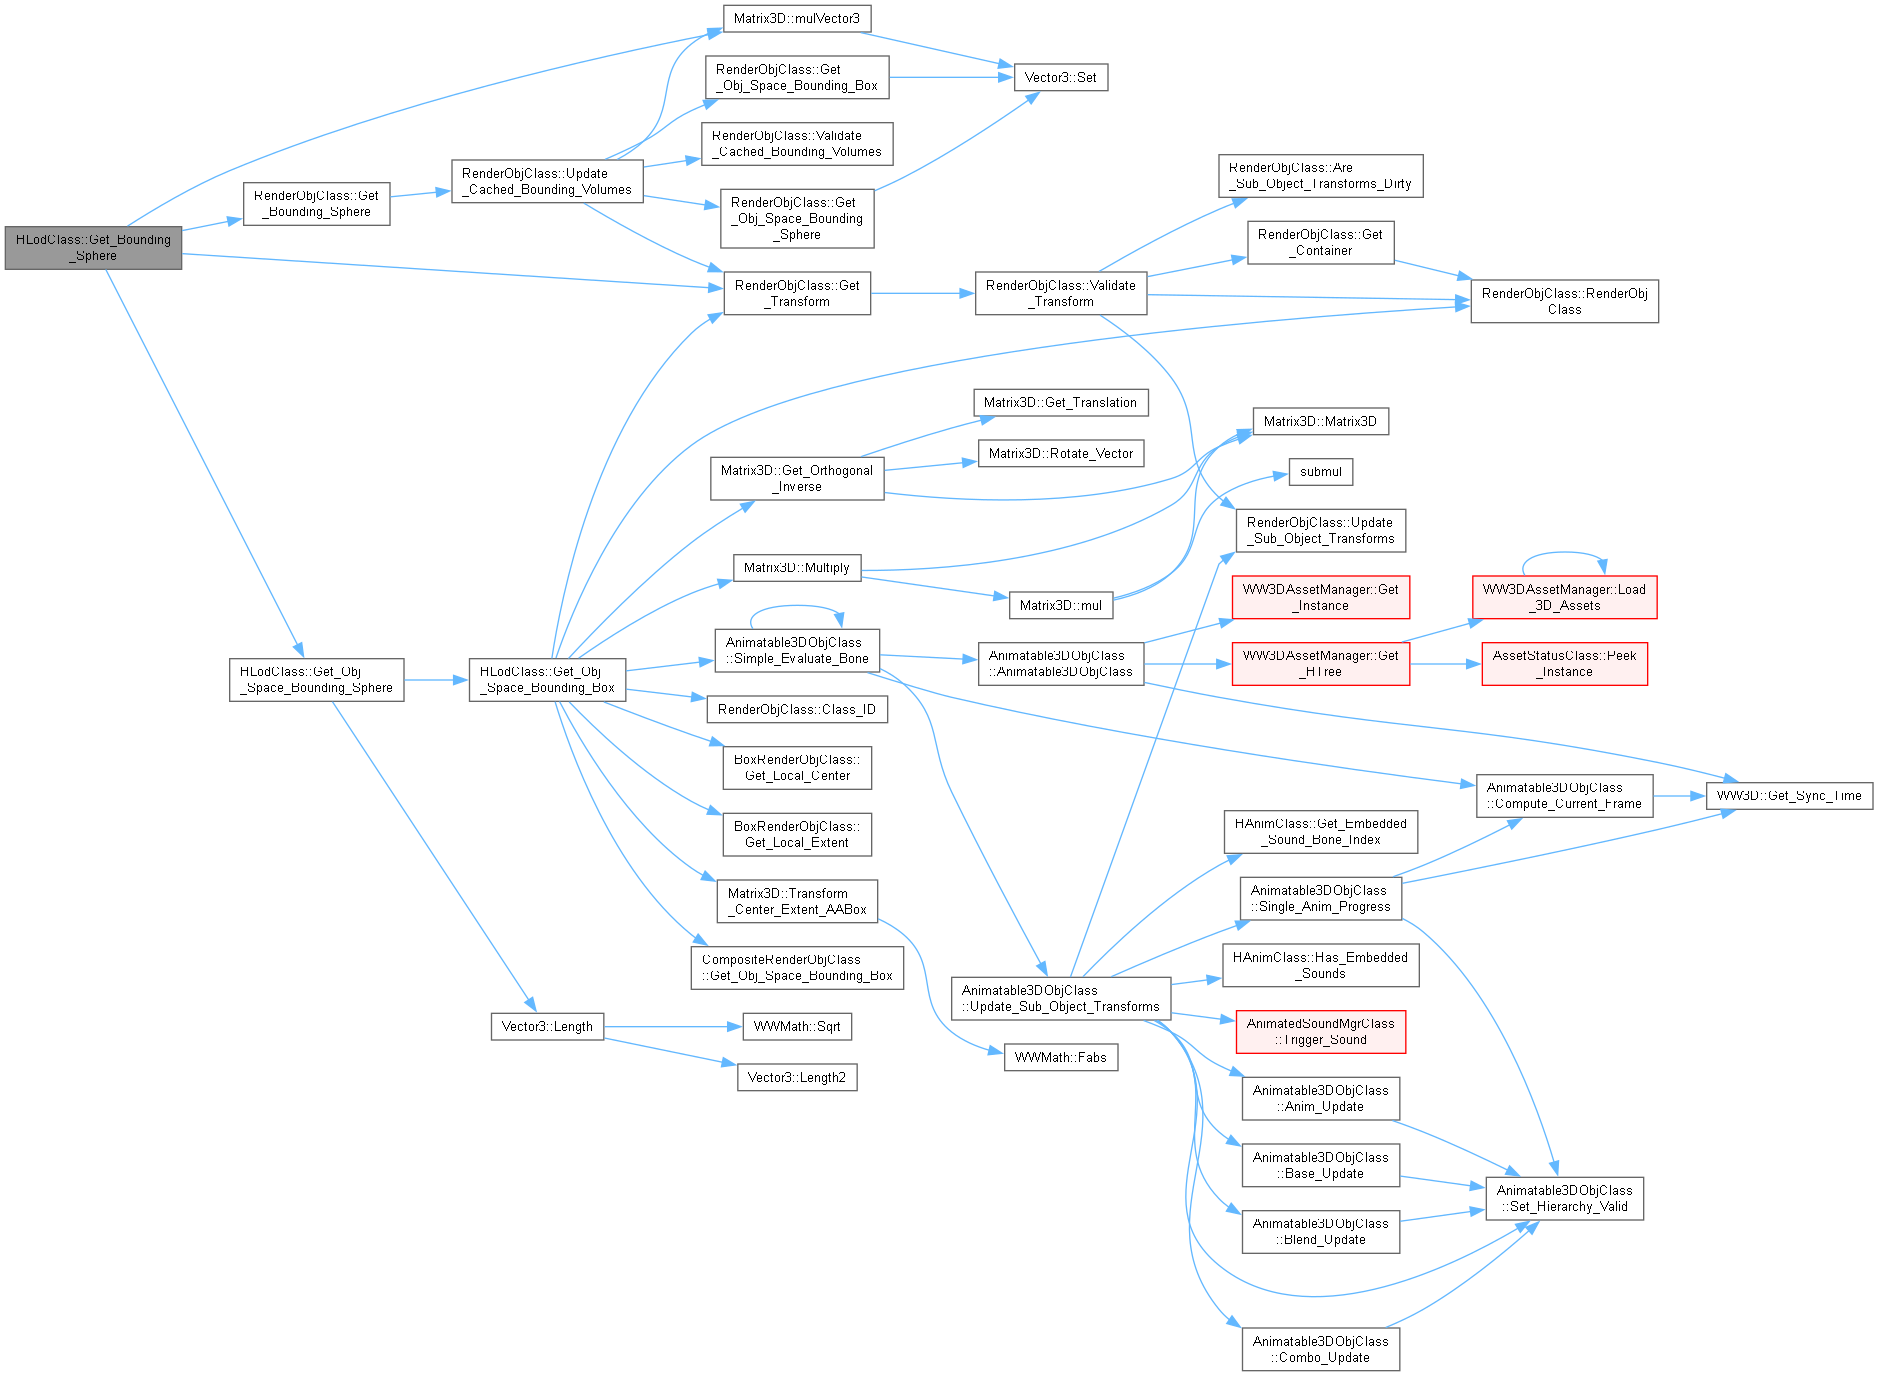 HLodClass::Get_Bounding
_Sphere
Matrix3D::mulVector3
RenderObjClass::Get
_Bounding_Sphere
RenderObjClass::Update
_Cached_Bounding_Volumes
RenderObjClass::Get
_Obj_Space_Bounding_Box
RenderObjClass::Validate
_Cached_Bounding_Volumes
RenderObjClass::Get
_Obj_Space_Bounding
_Sphere
RenderObjClass::Get
_Transform
Vector3::Set
RenderObjClass::Validate
_Transform
RenderObjClass::Are
_Sub_Object_Transforms_Dirty
RenderObjClass::Get
_Container
RenderObjClass::RenderObj
Class
Matrix3D::Get_Translation
Matrix3D::Rotate_Vector
Matrix3D::Get_Orthogonal
_Inverse
Matrix3D::Matrix3D
submul
RenderObjClass::Update
_Sub_Object_Transforms
Matrix3D::Multiply
Matrix3D::mul
WW3DAssetManager::Get
_Instance
WW3DAssetManager::Load
_3D_Assets
HLodClass::Get_Obj
_Space_Bounding_Sphere
HLodClass::Get_Obj
_Space_Bounding_Box
Animatable3DObjClass
::Simple_Evaluate_Bone
Animatable3DObjClass
::Animatable3DObjClass
WW3DAssetManager::Get
_HTree
AssetStatusClass::Peek
_Instance
RenderObjClass::Class_ID
BoxRenderObjClass::
Get_Local_Center
BoxRenderObjClass::
Get_Local_Extent
Matrix3D::Transform
_Center_Extent_AABox
CompositeRenderObjClass
::Get_Obj_Space_Bounding_Box
Animatable3DObjClass
::Compute_Current_Frame
WW3D::Get_Sync_Time
HAnimClass::Get_Embedded
_Sound_Bone_Index
Animatable3DObjClass
::Single_Anim_Progress
HAnimClass::Has_Embedded
_Sounds
Animatable3DObjClass
::Update_Sub_Object_Transforms
AnimatedSoundMgrClass
::Trigger_Sound
Vector3::Length
WWMath::Sqrt
Vector3::Length2
WWMath::Fabs
Animatable3DObjClass
::Anim_Update
Animatable3DObjClass
::Base_Update
Animatable3DObjClass
::Blend_Update
Animatable3DObjClass
::Set_Hierarchy_Valid
Animatable3DObjClass
::Combo_Update